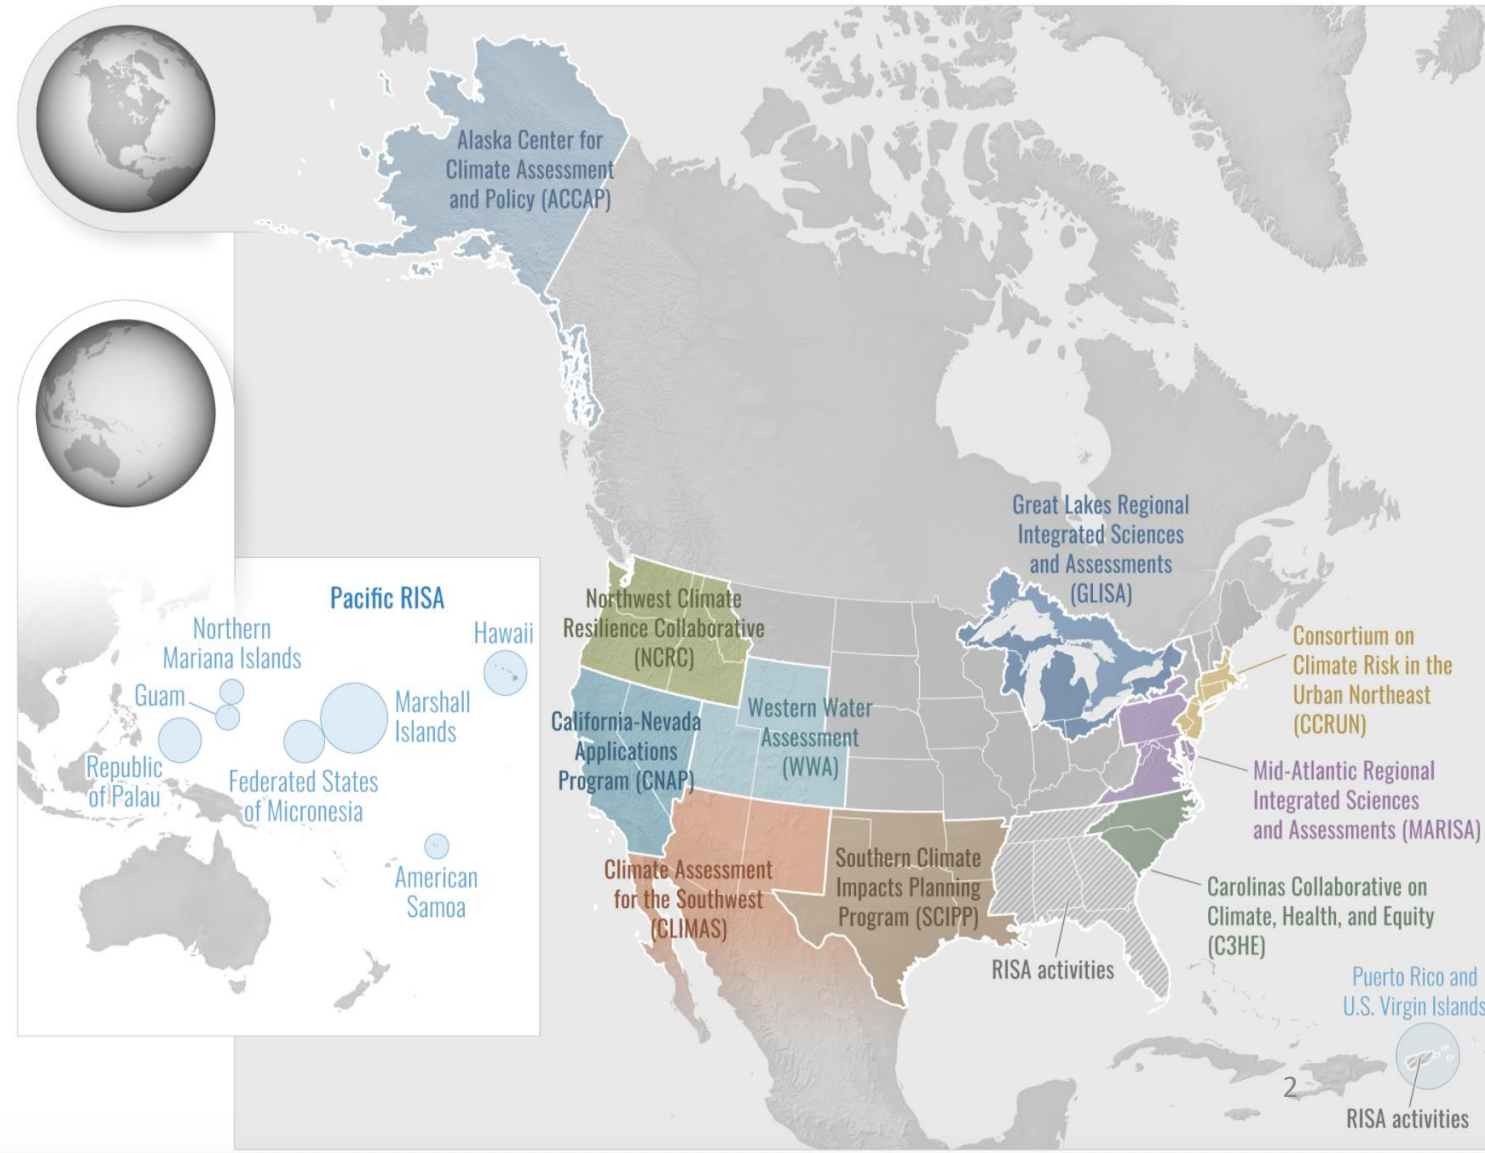 Alaska Center for
Climate Assessment
and Policy (ACCAP)
Great Lakes Regional
Integrated Sciences
and Assessments
(GLISA)
Pacific RISA
Northern
Mariana Islands
Hawaii
Guam
Marshall
Islands
Republic
of Palau
Federated States
of Micronesia
American
Samoa
Northwest Climate
Resilience Collaborative
(NCRC)
California-Nevada
Applications
Program (CNAP)
Western Water
Assessment
(WWA)
Climate Assessment
for the Southwest
(CLIMAS)
Southern Climate
Impacts Planning
Program (SCIPP)
Consortium on
Climate Risk in the
Urban Northeast
(CCRUN)
Mid-Atlantic Regional
Integrated Sciences
and Assessments (MARISA)
Carolinas Collaborative on
Climate, Health, and Equity
(C3HE)
RISA activities
Puerto Rico and
U.S. Virgin Islands
2
RISA activities